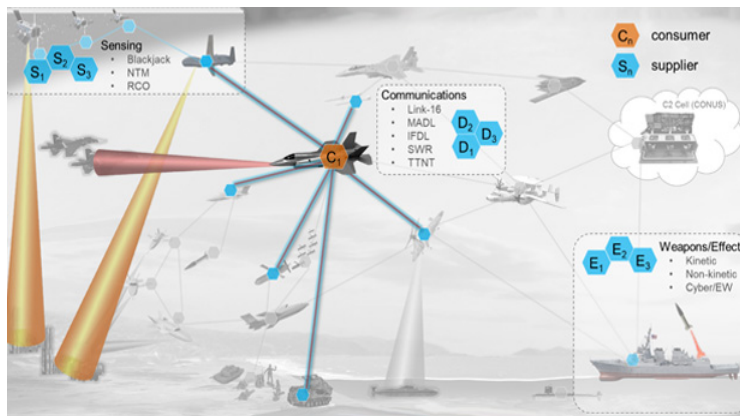 Sensing
• Blackjack
• NTM
• RCO
S1
S2
S3
Cn consumer
Sn supplier
Communications
• Link-16
• MADL
• IFDL
• SWR
• TTNT
D2
D3
D1
C2 Cell (CONUS)
C1
Weapons/Effect
• Kinetic
• Non-kinetic
• Cyber/EW
E1
E2
E3